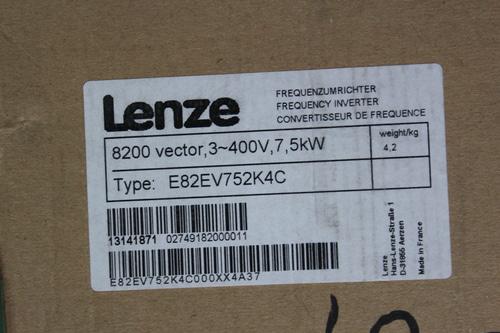 Lenze
FREQUENZUMRICHTER
FREQUENCY INVERTER
CONVERTISSEUR DE FREQUENCE
8200 vector,3~400V,7,5kW
weight/kg
4,2
Type: E82EV752K4C
13141871 02749182000011
E82EV752K4C000XX4A37
Lenze
Hans-Lenze-Straße 1
D-31855 Aerzen
Made in France